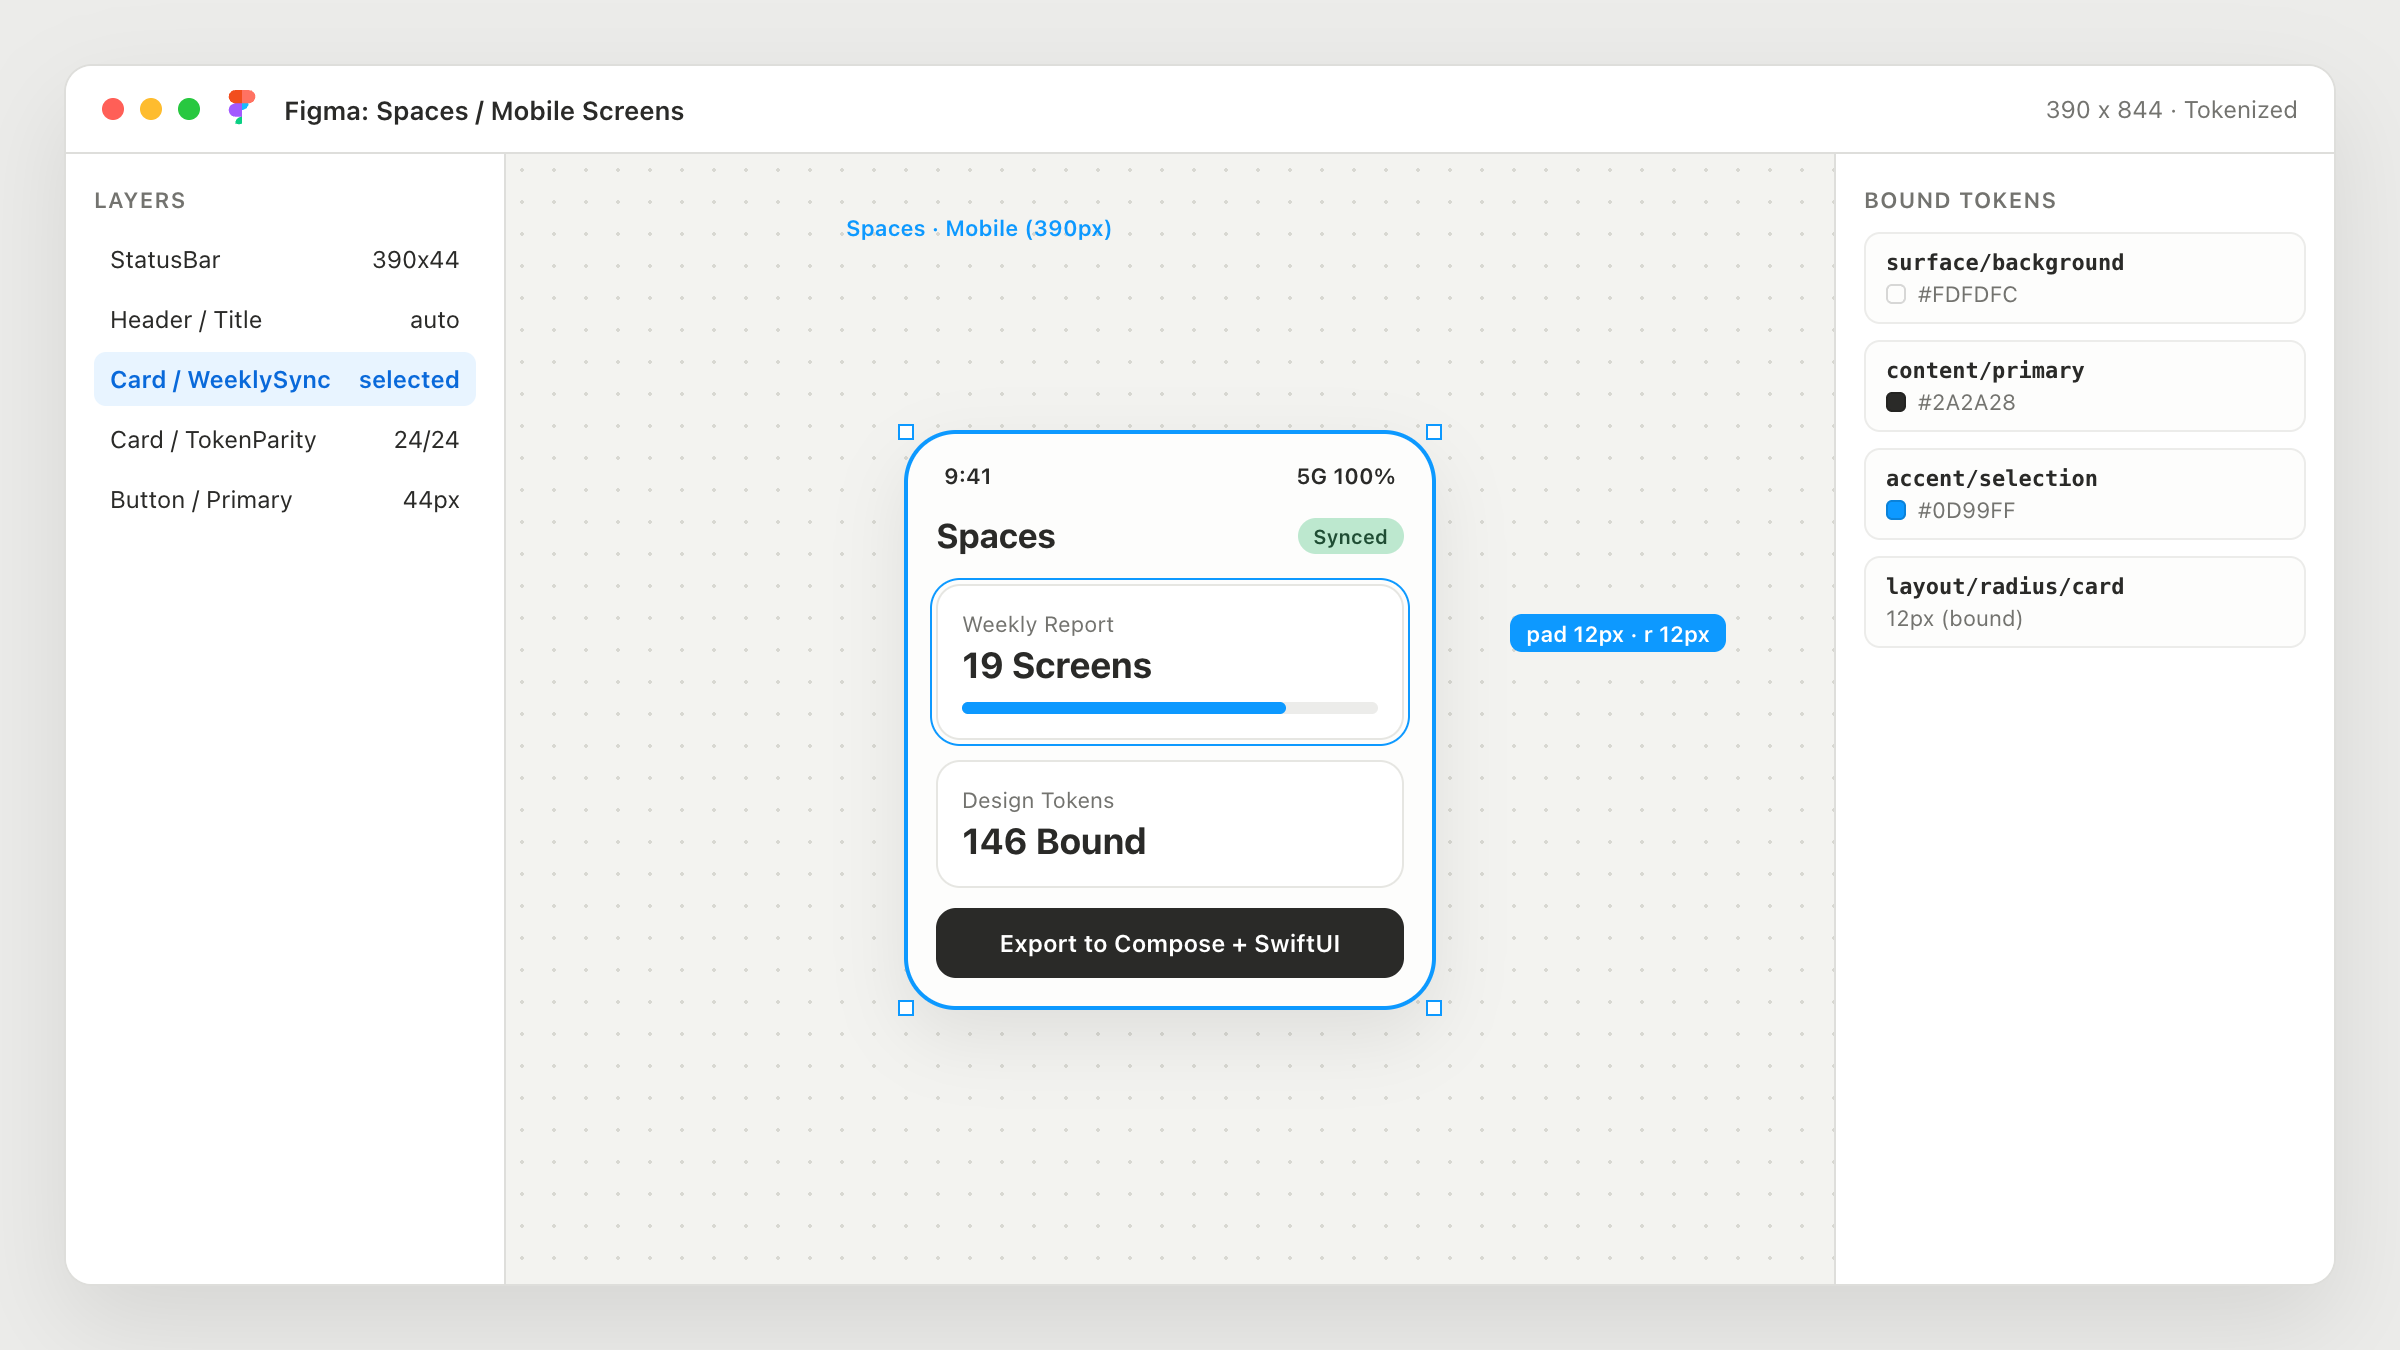 Figma: Spaces / Mobile Screens
390 x 844 · Tokenized
LAYERS
StatusBar 390x44
Header / Title auto
Card / WeeklySync selected
Card / TokenParity 24/24
Button / Primary 44px
Spaces · Mobile (390px)
9:41 5G 100%
Spaces Synced
Weekly Report
19 Screens
Design Tokens
146 Bound
Export to Compose + SwiftUI
pad 12px · r 12px
BOUND TOKENS
surface/background
#FDFDFC
content/primary
#2A2A28
accent/selection
#0D99FF
layout/radius/card
12px (bound)